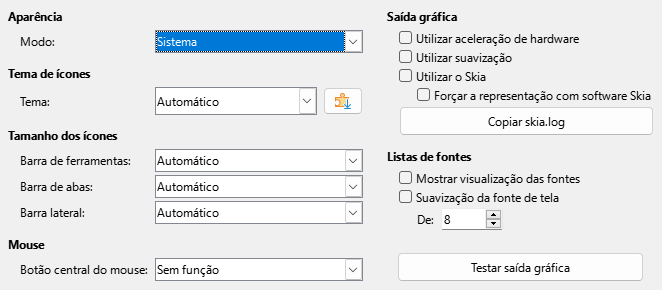 Aparência
Modo: Sistema
Tema de ícones
Tema: Automático
Tamanho dos ícones
Barra de ferramentas: Automático
Barra de abas: Automático
Barra lateral: Automático
Mouse
Botão central do mouse: Sem função
Saída gráfica
Utilizar aceleração de hardware
Utilizar suavização
Utilizar o Skia
Forçar a representação com software Skia
Copiar skia.log
Listas de fontes
Mostrar visualização das fontes
Suavização da fonte de tela
De: 8
Testar saída gráfica